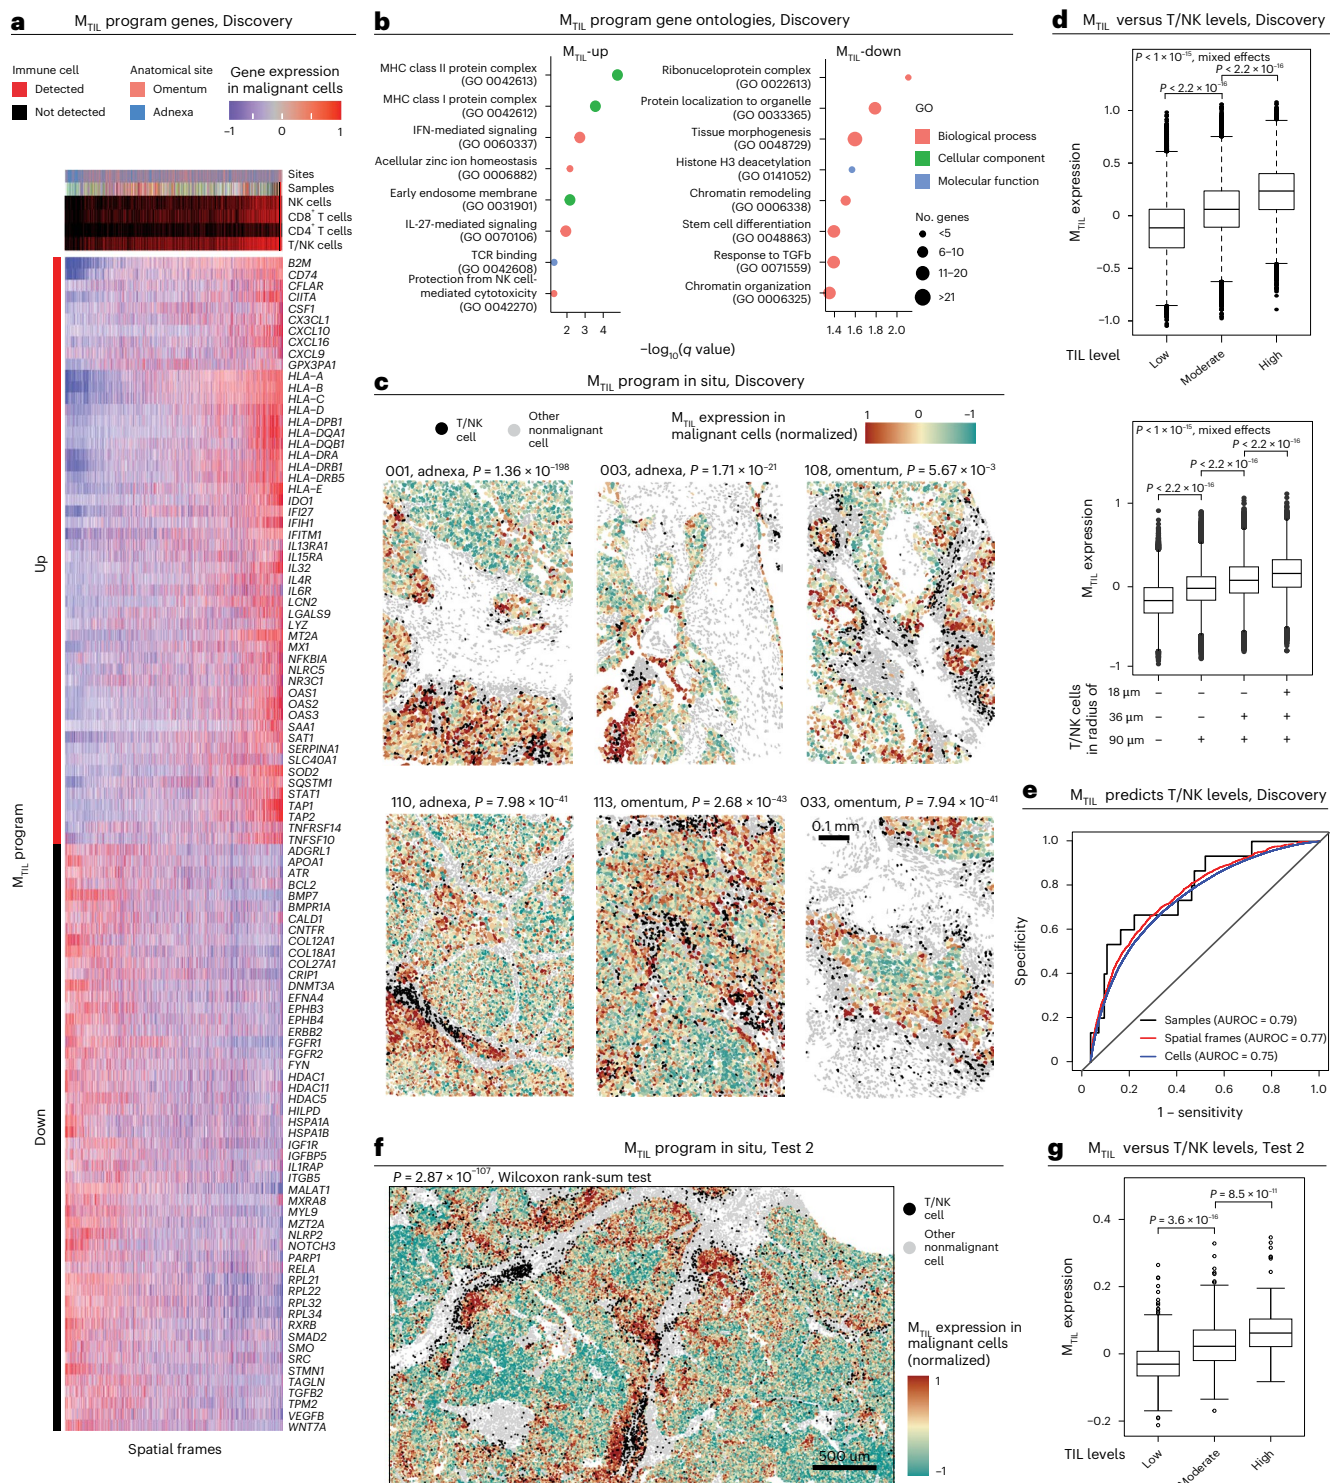 a
M_TIL program genes, Discovery
Immune cell
Detected
Not detected
Anatomical site
Omentum
Adnexa
Gene expression
in malignant cells
−1 0 1
Sites
Samples
NK cells
CD8+ T cells
CD4+ T cells
T/NK cells
M_TIL program
Up
B2M
CD74
CFLAR
CIITA
CSF1
CX3CL1
CXCL10
CXCL16
CXCL9
GPX3PA1
HLA−A
HLA−B
HLA−C
HLA−D
HLA−DPB1
HLA−DQA1
HLA−DQB1
HLA−DRA
HLA−DRB1
HLA−DRB5
HLA−E
IDO1
IFI27
IFIH1
IFITM1
IL13RA1
IL15RA
IL32
IL4R
IL6R
LCN2
LGALS9
LYZ
MT2A
MX1
NFKBIA
NLRC5
NR3C1
OAS1
OAS2
OAS3
SAA1
SAT1
SERPINA1
SLC40A1
SOD2
SQSTM1
STAT1
TAP1
TAP2
TNFRSF14
TNFSF10
Down
ADGRL1
APOA1
ATR
BCL2
BMP7
BMPR1A
CALD1
CNTFR
COL12A1
COL18A1
COL27A1
CRIP1
DNMT3A
EFNA4
EPHB3
EPHB4
ERBB2
FGFR1
FGFR2
FYN
HDAC1
HDAC11
HDAC5
HILPD
HSPA1A
HSPA1B
IGF1R
IGFBP5
IL1RAP
ITGB5
MALAT1
MXRA8
MYL9
MZT2A
NLRP2
NOTCH3
PARP1
RELA
RPL21
RPL22
RPL32
RPL34
RXRB
SMAD2
SMO
SRC
STMN1
TAGLN
TGFB2
TPM2
VEGFB
WNT7A
Spatial frames
b
M_TIL program gene ontologies, Discovery
M_TIL-up
MHC class II protein complex
(GO 0042613)
MHC class I protein complex
(GO 0042612)
IFN-mediated signaling
(GO 0060337)
Acellular zinc ion homeostasis
(GO 0006882)
Early endosome membrane
(GO 0031901)
IL-27-mediated signaling
(GO 0070106)
TCR binding
(GO 0042608)
Protection from NK cell-
mediated cytotoxicity
(GO 0042270)
2 3 4
M_TIL-down
Ribonuceloprotein complex
(GO 0022613)
Protein localization to organelle
(GO 0033365)
Tissue morphogenesis
(GO 0048729)
Histone H3 deacetylation
(GO 0141052)
Chromatin remodeling
(GO 0006338)
Stem cell differentiation
(GO 0048863)
Response to TGFb
(GO 0071559)
Chromatin organization
(GO 0006325)
1.4 1.6 1.8 2.0
−log10(q value)
GO
Biological process
Cellular component
Molecular function
No. genes
<5
6–10
11–20
>21
c
M_TIL program in situ, Discovery
T/NK
cell
Other
nonmalignant
cell
M_TIL expression in
malignant cells (normalized)
1 0 −1
001, adnexa, P = 1.36 × 10^−198
003, adnexa, P = 1.71 × 10^−21
108, omentum, P = 5.67 × 10^−3
110, adnexa, P = 7.98 × 10^−41
113, omentum, P = 2.68 × 10^−43
033, omentum, P = 7.94 × 10^−41
0.1 mm
d
M_TIL versus T/NK levels, Discovery
P < 1 × 10^−15, mixed effects
P < 2.2 × 10^−16
P < 2.2 × 10^−16
M_TIL expression
1.0
0.5
0
−0.5
−1.0
TIL level
Low
Moderate
High
P < 1 × 10^−15, mixed effects
P < 2.2 × 10^−16
P < 2.2 × 10^−16
P < 2.2 × 10^−16
M_TIL expression
1
0
−1
T/NK cells
in radius of
18 µm − − − +
36 µm − − + +
90 µm − + + +
e
M_TIL predicts T/NK levels, Discovery
Specificity
1.0
0.8
0.6
0.4
0.2
0
Samples (AUROC = 0.79)
Spatial frames (AUROC = 0.77)
Cells (AUROC = 0.75)
0 0.2 0.4 0.6 0.8 1.0
1 − sensitivity
f
M_TIL program in situ, Test 2
P = 2.87 × 10^−107, Wilcoxon rank-sum test
T/NK
cell
Other
nonmalignant
cell
M_TIL expression in
malignant cells
(normalized)
1
−1
500 um
g
M_TIL versus T/NK levels, Test 2
P = 8.5 × 10^−11
P = 3.6 × 10^−16
M_TIL expression
0.4
0.2
0
−0.2
TIL levels
Low
Moderate
High